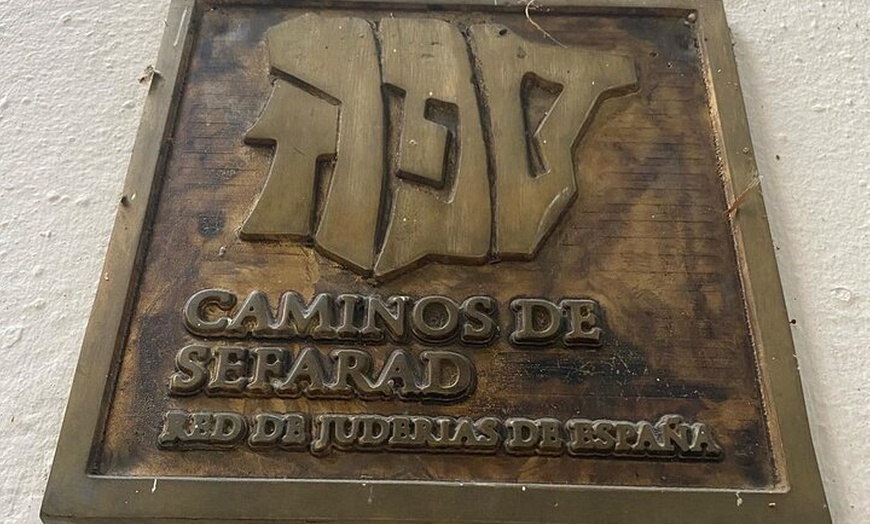 ספרד
CAMINOS DE
SEFARAD
RED DE JUDERIAS DE ESPAÑA